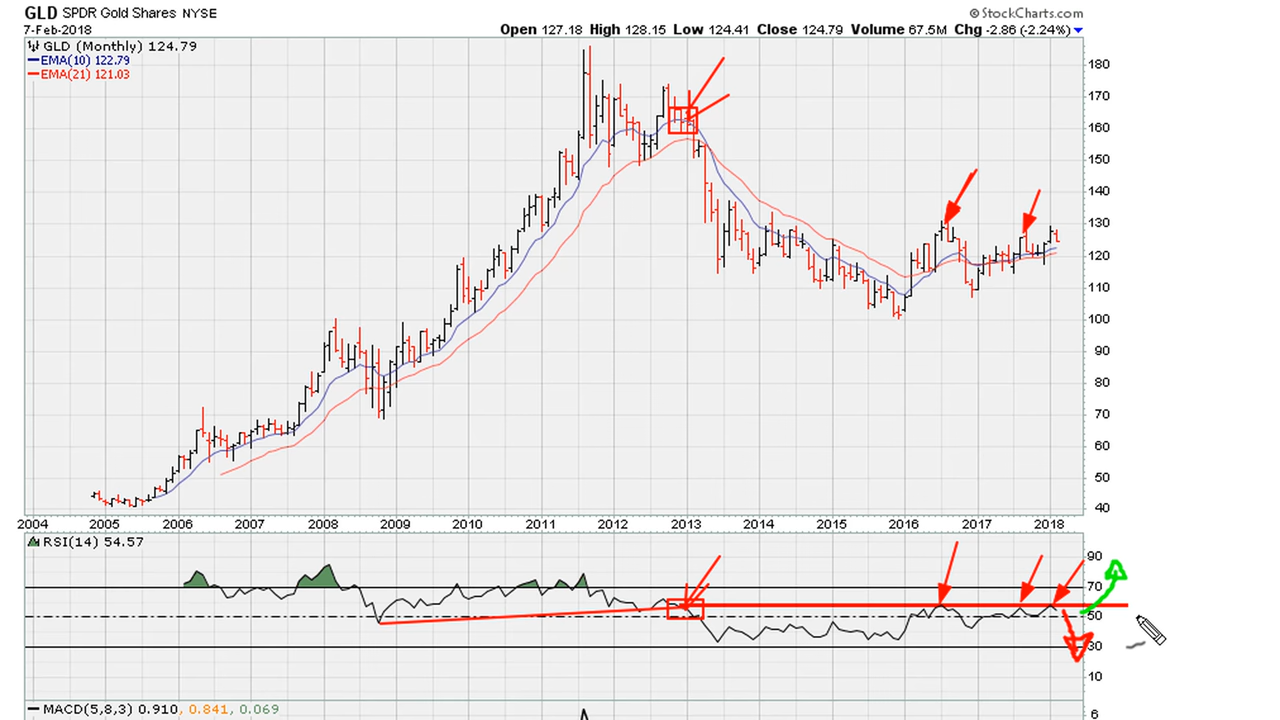 GLD SPDR Gold Shares NYSE
© StockCharts.com
7-Feb-2018
Open 127.18 High 128.15 Low 124.41 Close 124.79 Volume 67.5M Chg -2.86 (-2.24%)
GLD (Monthly) 124.79
EMA(10) 122.79
EMA(21) 121.03
180
170
160
150
140
130
120
110
100
90
80
70
60
50
40
2004 2005 2006 2007 2008 2009 2010 2011 2012 2013 2014 2015 2016 2017 2018
RSI(14) 54.57
90
70
50
30
10
MACD(5,8,3) 0.910, 0.841, 0.069
6